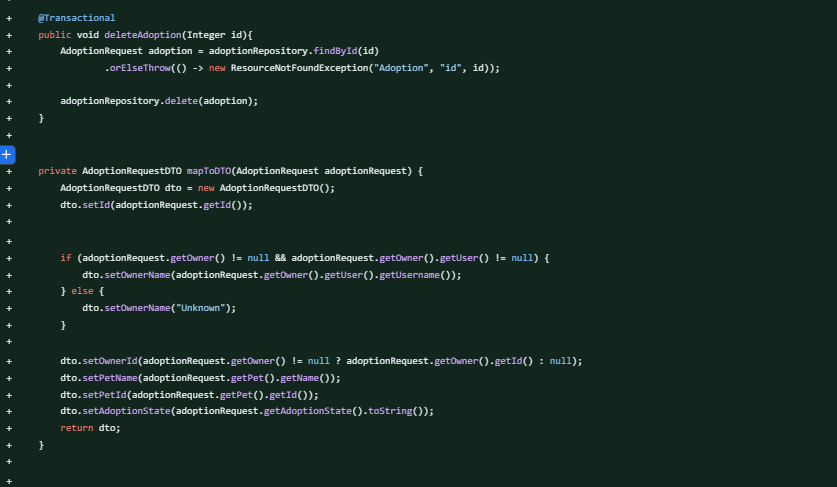 +    @Transactional
+    public void deleteAdoption(Integer id){
+        AdoptionRequest adoption = adoptionRepository.findById(id)
+                .orElseThrow(() -> new ResourceNotFoundException("Adoption", "id", id));
+
+        adoptionRepository.delete(adoption);
+    }
+
+
+    private AdoptionRequestDTO mapToDTO(AdoptionRequest adoptionRequest) {
+        AdoptionRequestDTO dto = new AdoptionRequestDTO();
+        dto.setId(adoptionRequest.getId());
+
+
+        if (adoptionRequest.getOwner() != null && adoptionRequest.getOwner().getUser() != null) {
+            dto.setOwnerName(adoptionRequest.getOwner().getUser().getUsername());
+        } else {
+            dto.setOwnerName("Unknown");
+        }
+
+        dto.setOwnerId(adoptionRequest.getOwner() != null ? adoptionRequest.getOwner().getId() : null);
+        dto.setPetName(adoptionRequest.getPet().getName());
+        dto.setPetId(adoptionRequest.getPet().getId());
+        dto.setAdoptionState(adoptionRequest.getAdoptionState().toString());
+        return dto;
+    }
+
+